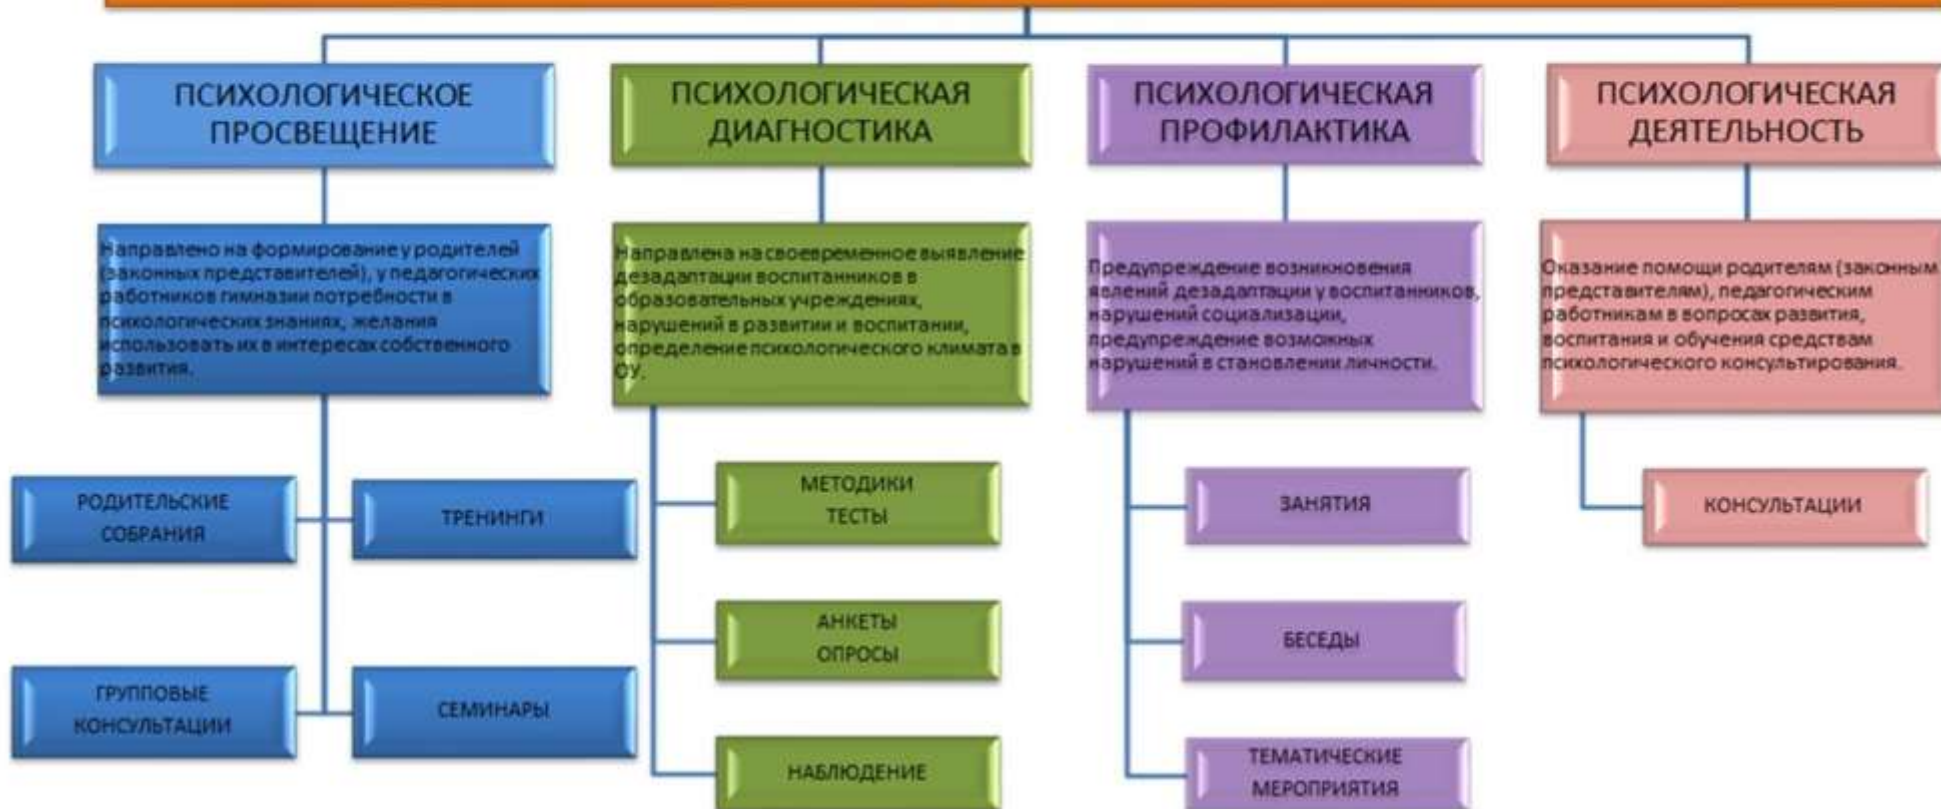 ПСИХОЛОГИЧЕСКОЕ
ПРОСВЕЩЕНИЕ
ПСИХОЛОГИЧЕСКАЯ
ДИАГНОСТИКА
ПСИХОЛОГИЧЕСКАЯ
ПРОФИЛАКТИКА
ПСИХОЛОГИЧЕСКАЯ
ДЕЯТЕЛЬНОСТЬ
Направлено на формирование у родителей
(законных представителей), у педагогических
работников гимназии потребности в
психологических знаниях, желания
использовать их в интересах собственного
развития.
Направлена на своевременное выявление
дезадаптации воспитанников в
образовательных учреждениях,
нарушений в развитии и воспитании,
определение психологического климата в
ОУ.
Предупреждение возникновения
явлений дезадаптации у воспитанников,
нарушений социализации,
предупреждение возможных
нарушений в становлении личности.
Оказание помощи родителям (законным
представителям), педагогическим
работникам в вопросах развития,
воспитания и обучения средствам
психологического консультирования.
РОДИТЕЛЬСКИЕ
СОБРАНИЯ
ТРЕНИНГИ
ГРУППОВЫЕ
КОНСУЛЬТАЦИИ
СЕМИНАРЫ
МЕТОДИКИ
ТЕСТЫ
АНКЕТЫ
ОПРОСЫ
НАБЛЮДЕНИЕ
ЗАНЯТИЯ
БЕСЕДЫ
ТЕМАТИЧЕСКИЕ
МЕРОПРИЯТИЯ
КОНСУЛЬТАЦИИ